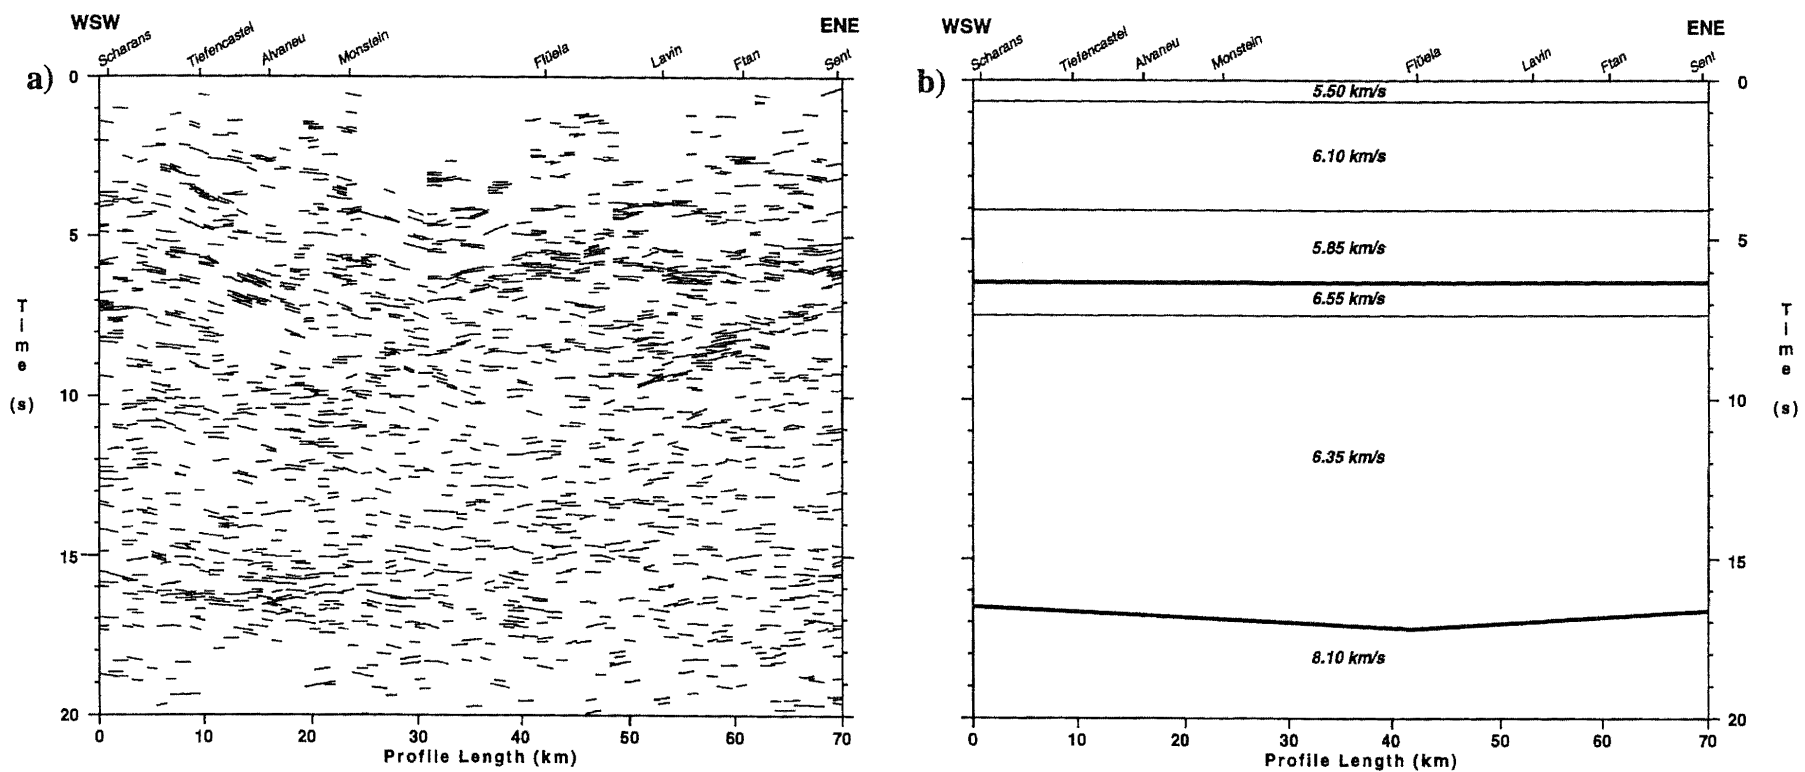 WSW
ENE
Scharans
Tiefencastel
Alvaneu
Monstein
Flüela
Lavin
Ftan
Sent
a)
0
5
10
15
20
Time (s)
0 10 20 30 40 50 60 70
Profile Length (km)
WSW
ENE
Scharans
Tiefencastel
Alvaneu
Monstein
Flüela
Lavin
Ftan
Sent
b)
5.50 km/s
6.10 km/s
5.85 km/s
6.55 km/s
6.35 km/s
8.10 km/s
0
5
10
15
20
Time (s)
0 10 20 30 40 50 60 70
Profile Length (km)